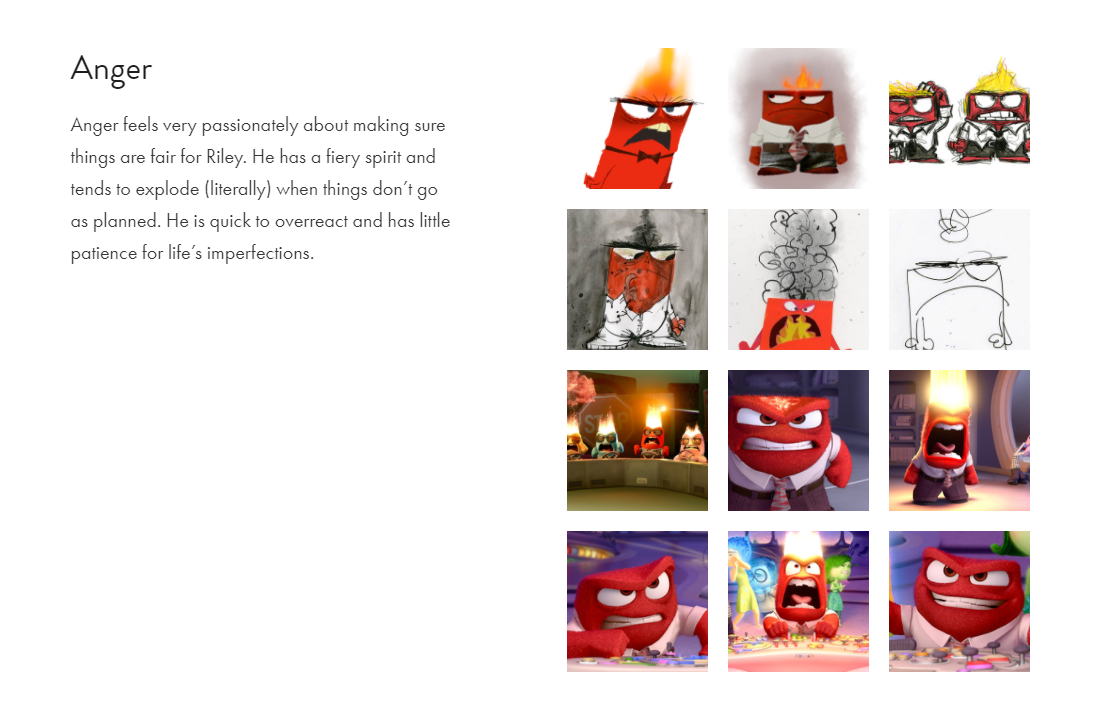 Anger
Anger feels very passionately about making sure
things are fair for Riley. He has a fiery spirit and
tends to explode (literally) when things don’t go
as planned. He is quick to overreact and has little
patience for life’s imperfections.
STOP